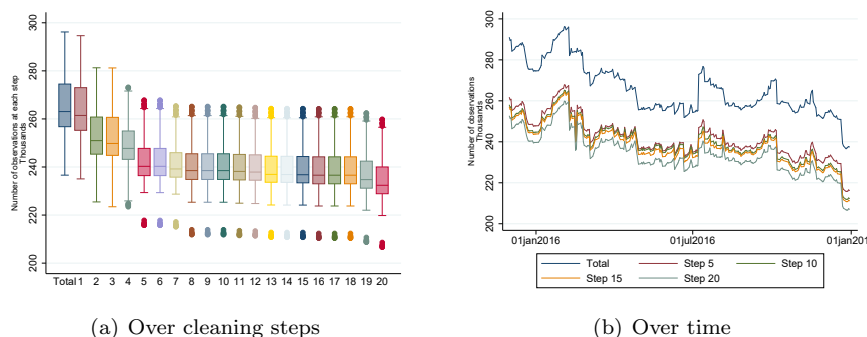 Number of observations at each step
Thousands
300
280
260
240
220
200
Total 1 2 3 4 5 6 7 8 9 10 11 12 13 14 15 16 17 18 19 20
(a) Over cleaning steps
Number of observations
Thousands
300
280
260
240
220
200
01jan2016 01jul2016 01jan2017
Total Step 5 Step 10
Step 15 Step 20
(b) Over time